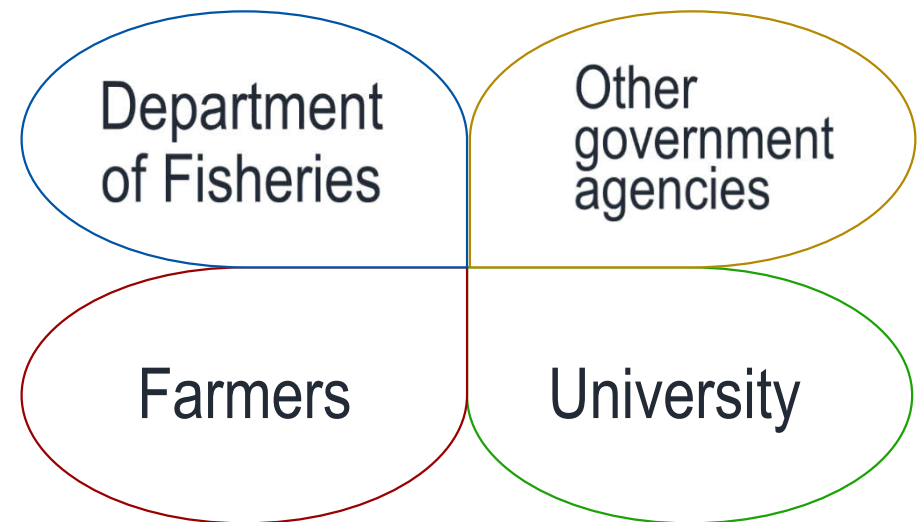 Department
of Fisheries
Other
government
agencies
Farmers
University